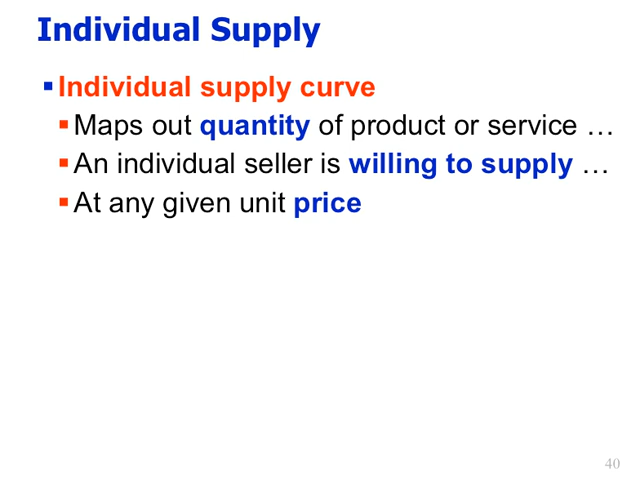 Individual Supply
Individual supply curve
Maps out quantity of product or service …
An individual seller is willing to supply …
At any given unit price
40